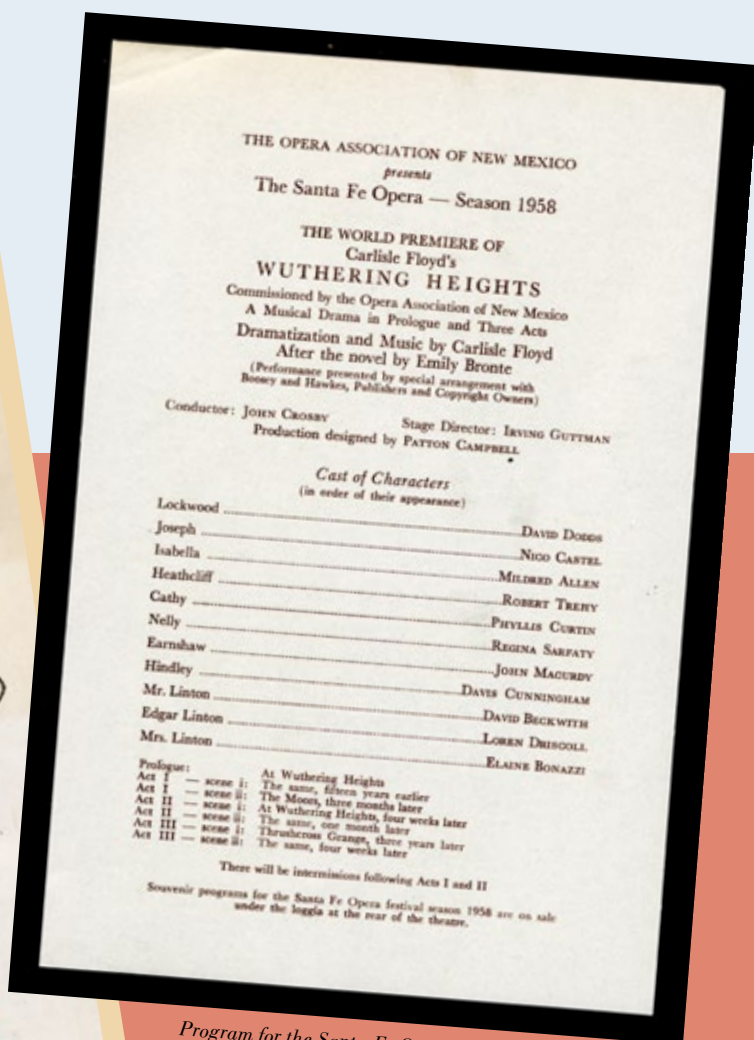 THE OPERA ASSOCIATION OF NEW MEXICO
presents
The Santa Fe Opera — Season 1958
THE WORLD PREMIERE OF
Carlisle Floyd's
WUTHERING HEIGHTS
Commissioned by the Opera Association of New Mexico
A Musical Drama in Prologue and Three Acts
Dramatization and Music by Carlisle Floyd
After the novel by Emily Bronte
(Performance presented by special arrangement with
Boosey and Hawkes, Publishers and Copyright Owners)
Conductor: JOHN CROSBY Stage Director: IRVING GUTTMAN
Production designed by PATTON CAMPBELL
Cast of Characters
(in order of their appearance)
Lockwood DAVID DODDS
Joseph NICO CASTEL
Isabella MILDRED ALLEN
Heathcliff ROBERT TREHY
Cathy PHYLLIS CURTIN
Nelly REGINA SARFATY
Earnshaw JOHN MACURDY
Hindley DAVIS CUNNINGHAM
Mr. Linton DAVID BECKWITH
Edgar Linton LOREN DRISCOLL
Mrs. Linton ELAINE BONAZZI
Prologue: At Wuthering Heights
Act I — scene i: The same, fifteen years earlier
Act I — scene ii: The Moors, three months later
Act II — scene i: At Wuthering Heights, four weeks later
Act II — scene ii: The same, one month later
Act III — scene i: Thrushcross Grange, three years later
Act III — scene ii: The same, four weeks later
There will be intermissions following Acts I and II
Souvenir programs for the Santa Fe Opera festival season 1958 are on sale
under the loggia at the rear of the theatre.
Program for the Santa Fe